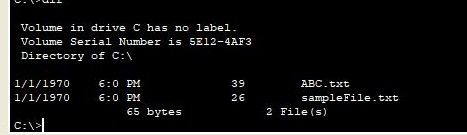 C:\>dir
Volume in drive C has no label.
Volume Serial Number is 5E12-4AF3
Directory of C:\
1/1/1970 6:0 PM 39 ABC.txt
1/1/1970 6:0 PM 26 sampleFile.txt
65 bytes 2 File(s)
C:\>